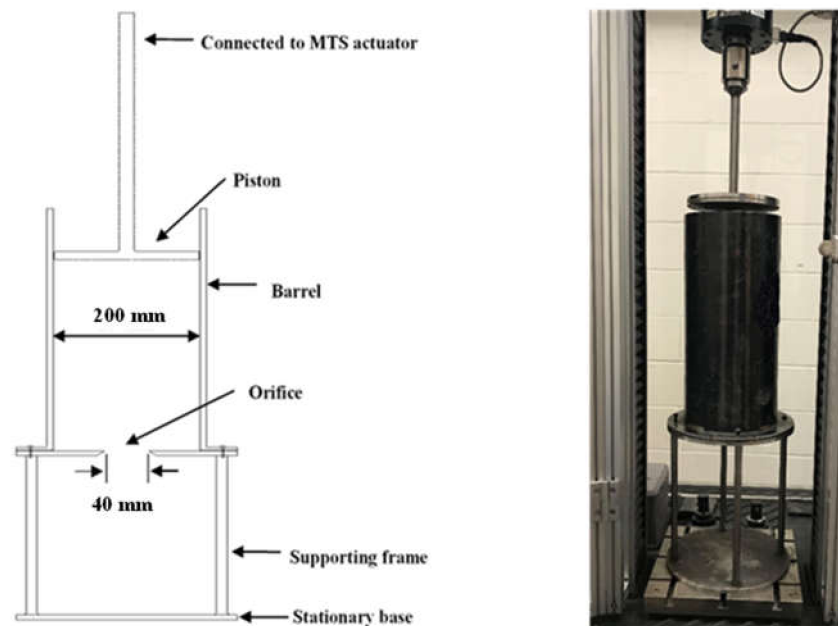 Connected to MTS actuator
Piston
Barrel
200 mm
Orifice
40 mm
Supporting frame
Stationary base